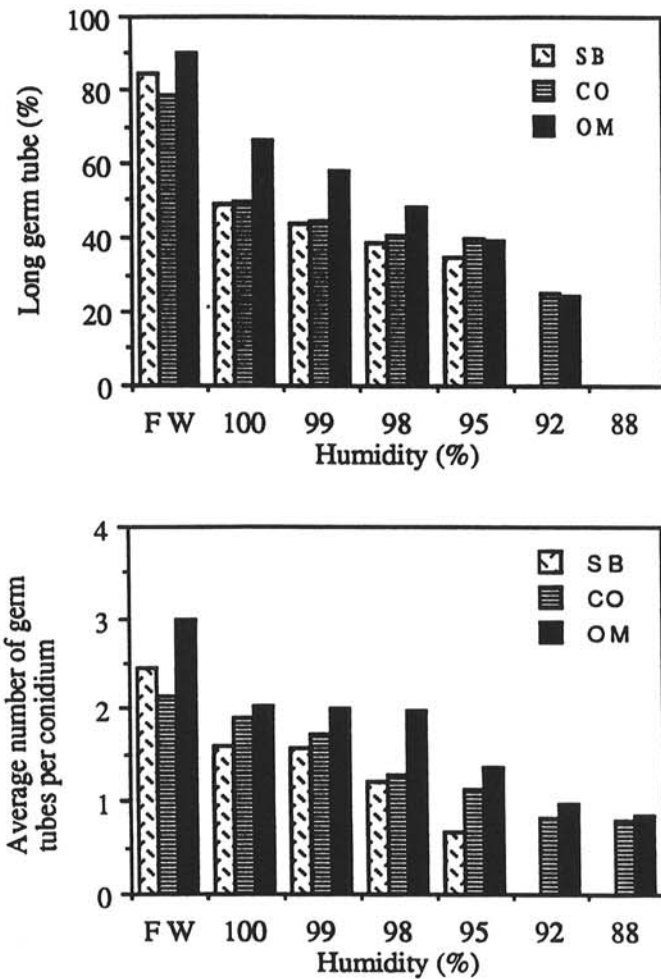 Long germ tube (%)
100
80
60
40
20
0
SB
CO
OM
F W 100 99 98 95 92 88
Humidity (%)
Average number of germ
tubes per conidium
4
3
2
1
0
SB
CO
OM
F W 100 99 98 95 92 88
Humidity (%)